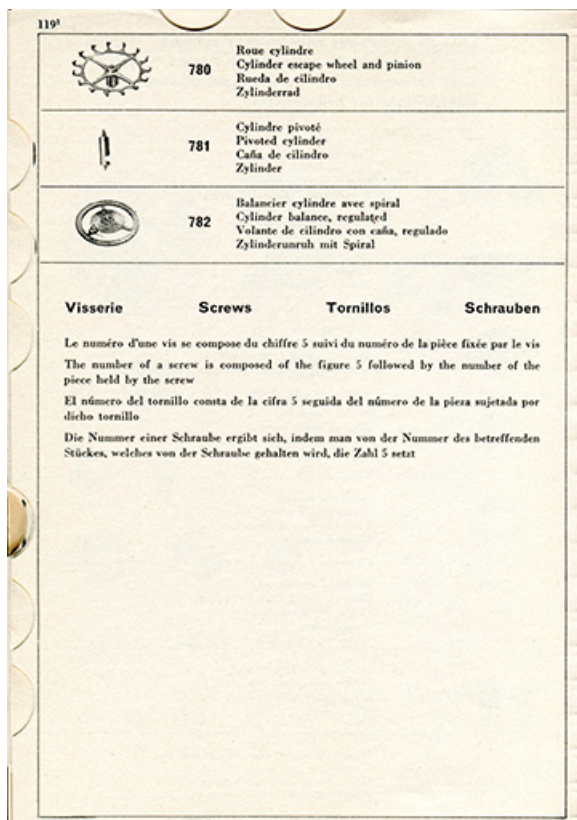 119¹
780
Roue cylindre
Cylinder escape wheel and pinion
Rueda de cilindro
Zylinderrad
781
Cylindre pivoté
Pivoted cylinder
Caña de cilindro
Zylinder
782
Balancier cylindre avec spiral
Cylinder balance, regulated
Volante de cilindro con caña, regulado
Zylinderunruh mit Spiral
Visserie Screws Tornillos Schrauben
Le numéro d'une vis se compose du chiffre 5 suivi du numéro de la pièce fixée par le vis
The number of a screw is composed of the figure 5 followed by the number of the
piece held by the screw
El número del tornillo consta de la cifra 5 seguida del número de la pieza sujetada por
dicho tornillo
Die Nummer einer Schraube ergibt sich, indem man von der Nummer des betreffenden
Stückes, welches von der Schraube gehalten wird, die Zahl 5 setzt